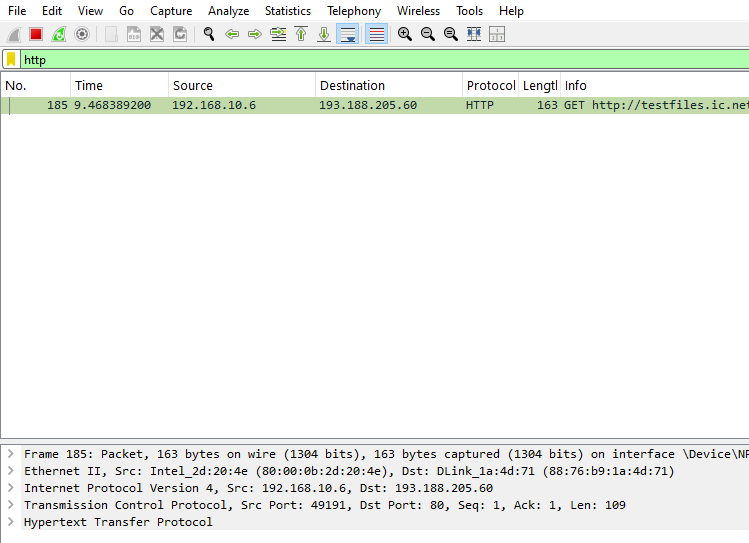 File Edit View Go Capture Analyze Statistics Telephony Wireless Tools Help
http
No. Time Source Destination Protocol Lengtl Info
185 9.468389200 192.168.10.6 193.188.205.60 HTTP 163 GET http://testfiles.ic.net
Frame 185: Packet, 163 bytes on wire (1304 bits), 163 bytes captured (1304 bits) on interface \Device\NP
Ethernet II, Src: Intel_2d:20:4e (80:00:0b:2d:20:4e), Dst: DLink_1a:4d:71 (88:76:b9:1a:4d:71)
Internet Protocol Version 4, Src: 192.168.10.6, Dst: 193.188.205.60
Transmission Control Protocol, Src Port: 49191, Dst Port: 80, Seq: 1, Ack: 1, Len: 109
Hypertext Transfer Protocol